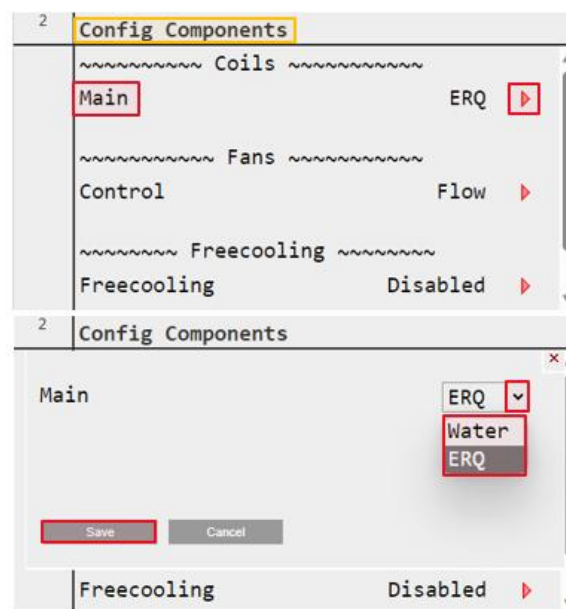 2
Config Components
~~~~~~~~~~ Coils ~~~~~~~~~~~
Main ERQ
~~~~~~~~~~~ Fans ~~~~~~~~~~~
Control Flow
~~~~~~~~ Freecooling ~~~~~~~~
Freecooling Disabled
2
Config Components
Main ERQ
Water
ERQ
Save Cancel
Freecooling Disabled